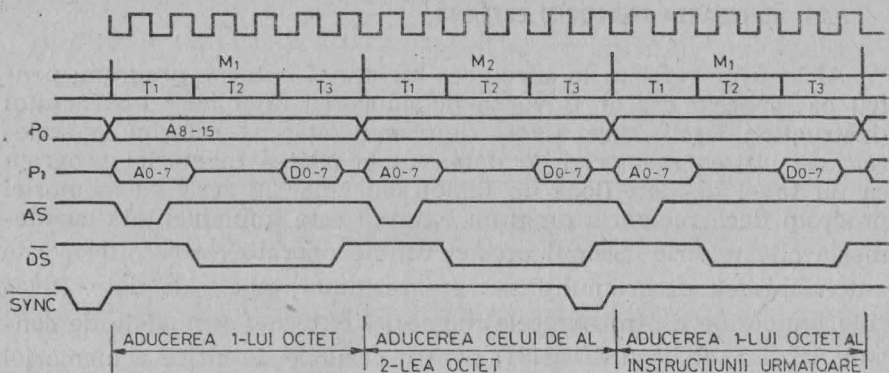 M1 M2 M1
T1 T2 T3 T1 T2 T3 T1 T2 T3
P0 A8-15
P1 A0-7 D0-7 A0-7 D0-7 A0-7 D0-7
AS
DS
SYNC
ADUCEREA 1-LUI OCTET ADUCEREA CELUI DE AL ADUCEREA 1-LUI OCTET AL
2-LEA OCTET INSTRUCȚIUNII URMATOARE